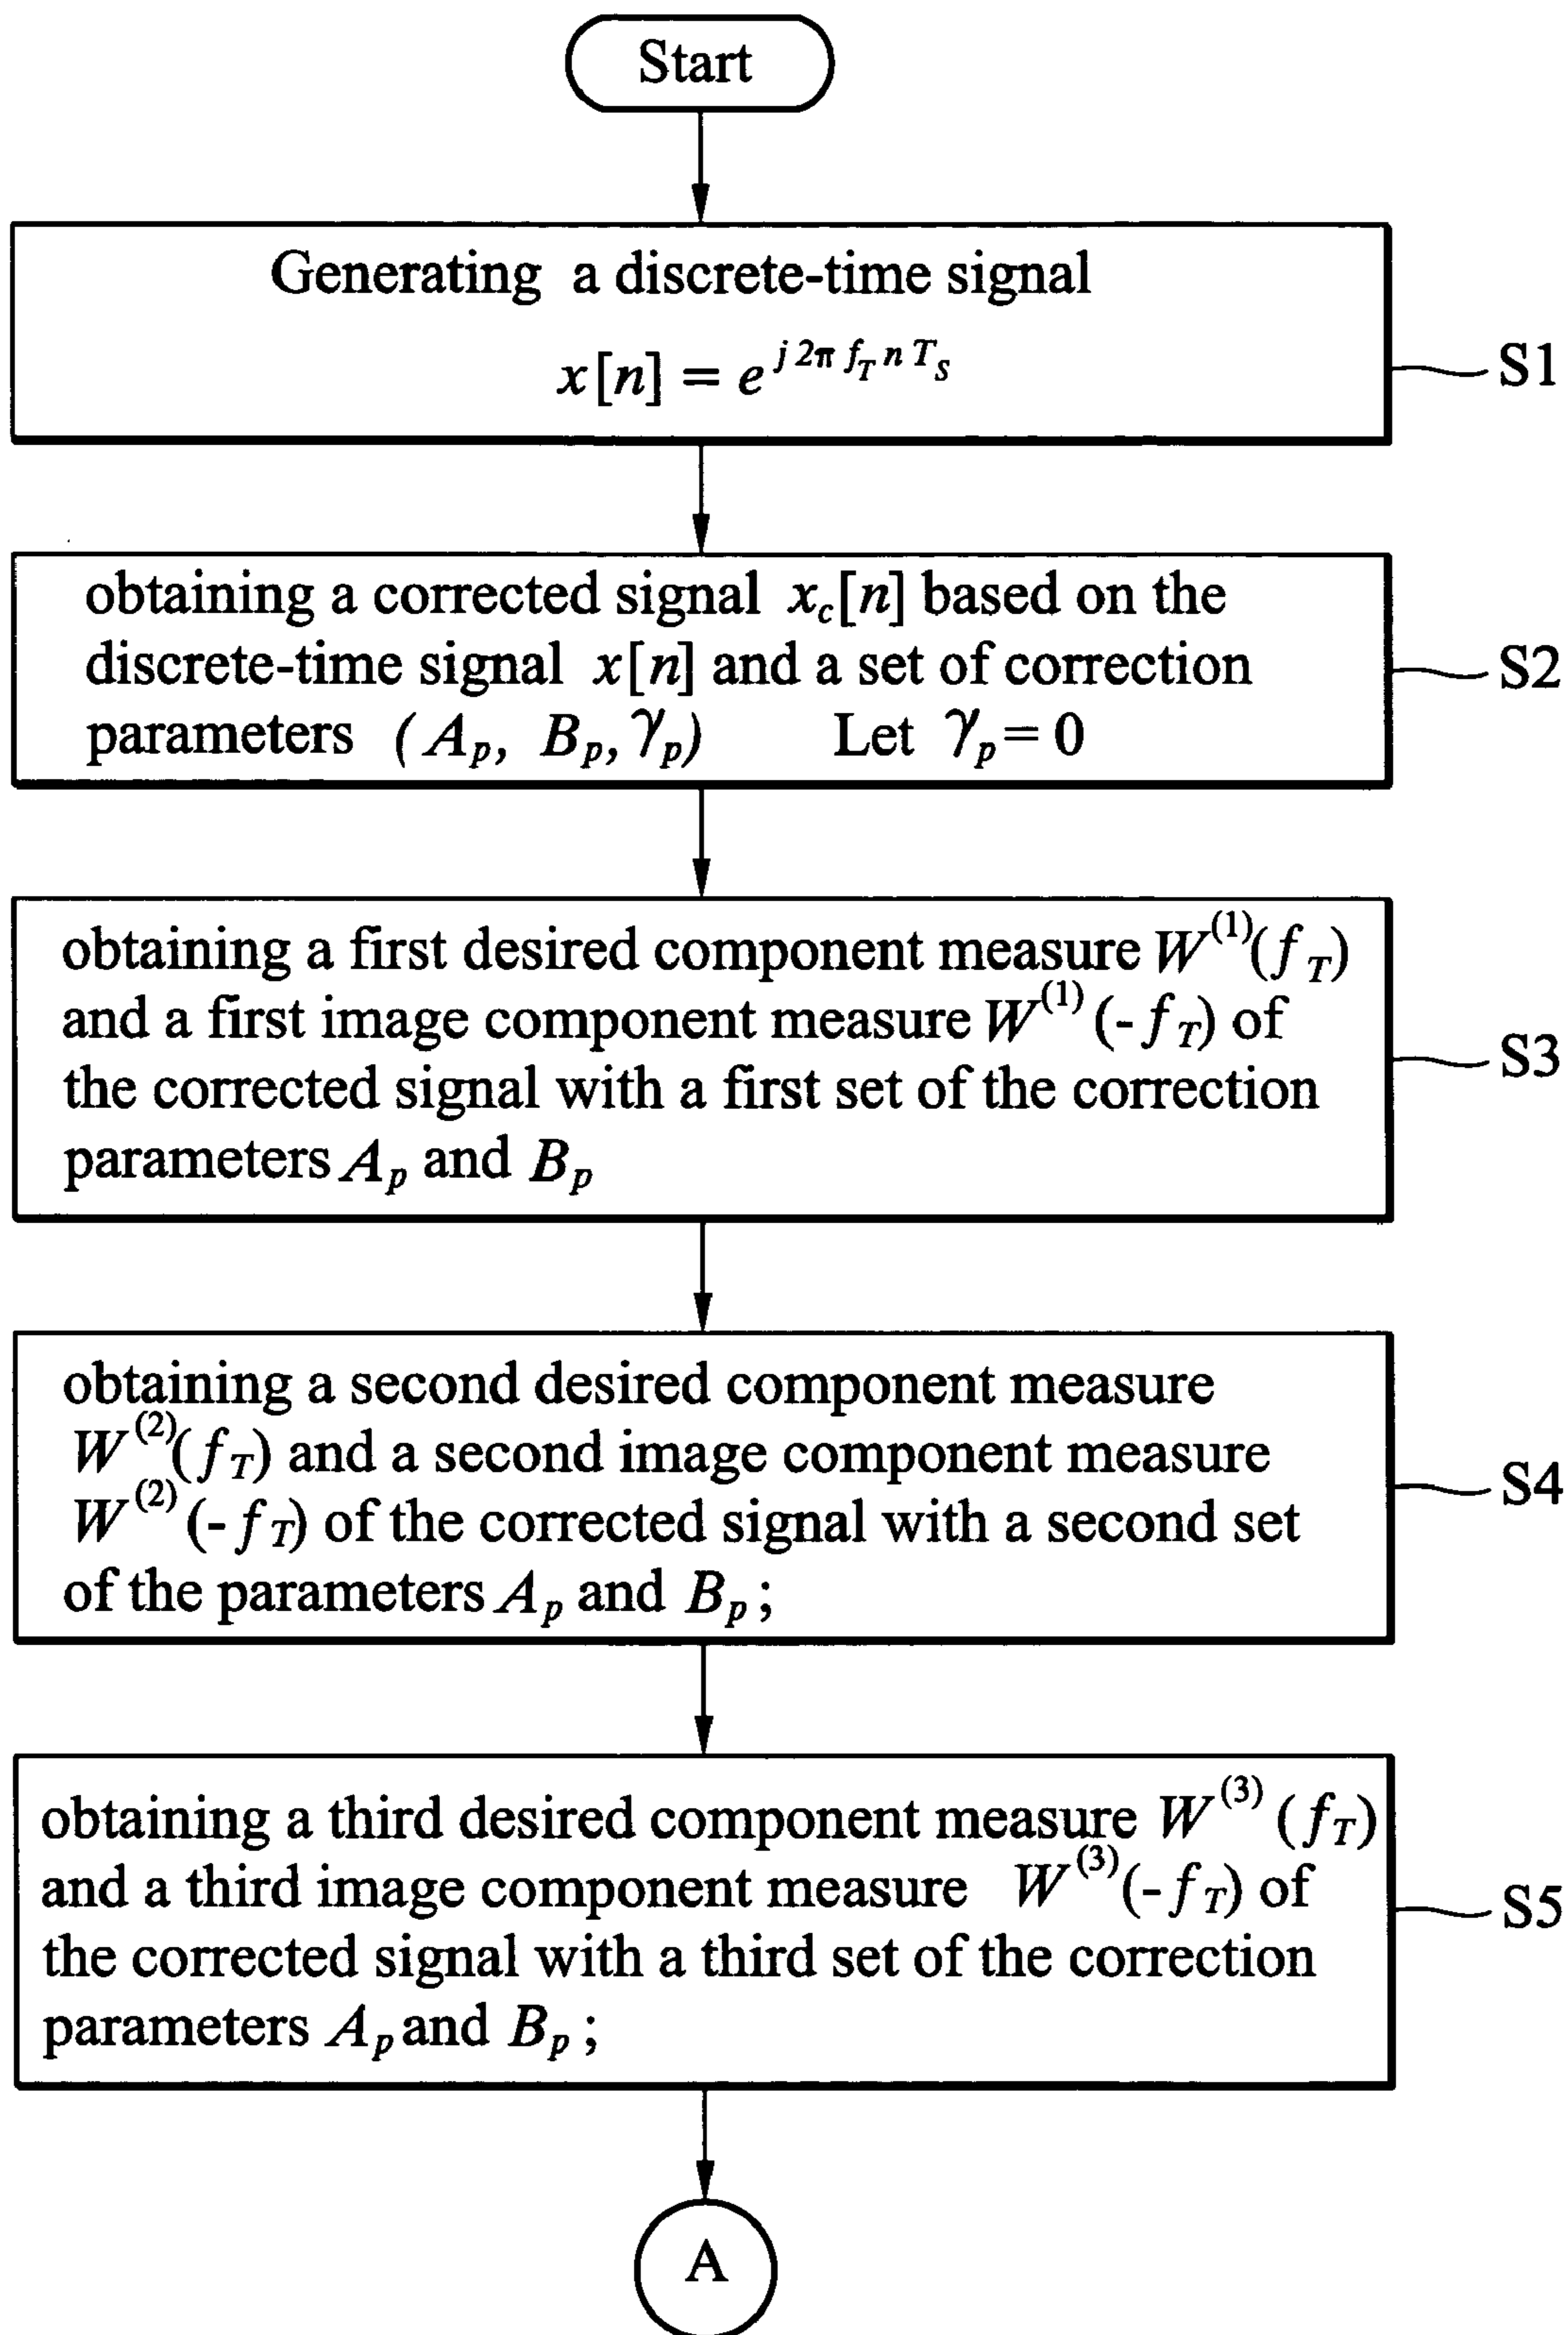 Start
Generating a discrete-time signal
x[n] = e^{j 2π f_T n T_S}
S1
obtaining a corrected signal x_c[n] based on the
discrete-time signal x[n] and a set of correction
parameters (A_p, B_p, γ_p) Let γ_p = 0
S2
obtaining a first desired component measure W^{(1)}(f_T)
and a first image component measure W^{(1)}(-f_T) of
the corrected signal with a first set of the correction
parameters A_p and B_p
S3
obtaining a second desired component measure
W^{(2)}(f_T) and a second image component measure
W^{(2)}(-f_T) of the corrected signal with a second set
of the parameters A_p and B_p ;
S4
obtaining a third desired component measure W^{(3)}(f_T)
and a third image component measure W^{(3)}(-f_T) of
the corrected signal with a third set of the correction
parameters A_p and B_p ;
S5
A